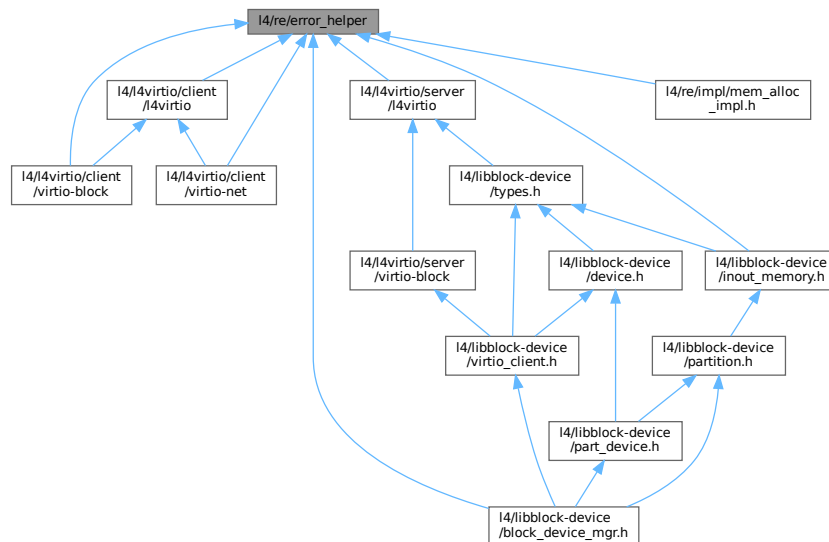 l4/re/error_helper
l4/l4virtio/client
/l4virtio
l4/l4virtio/server
/l4virtio
l4/re/impl/mem_alloc
_impl.h
l4/l4virtio/client
/virtio-block
l4/l4virtio/client
/virtio-net
l4/libblock-device
/types.h
l4/l4virtio/server
/virtio-block
l4/libblock-device
/device.h
l4/libblock-device
/inout_memory.h
l4/libblock-device
/virtio_client.h
l4/libblock-device
/partition.h
l4/libblock-device
/part_device.h
l4/libblock-device
/block_device_mgr.h